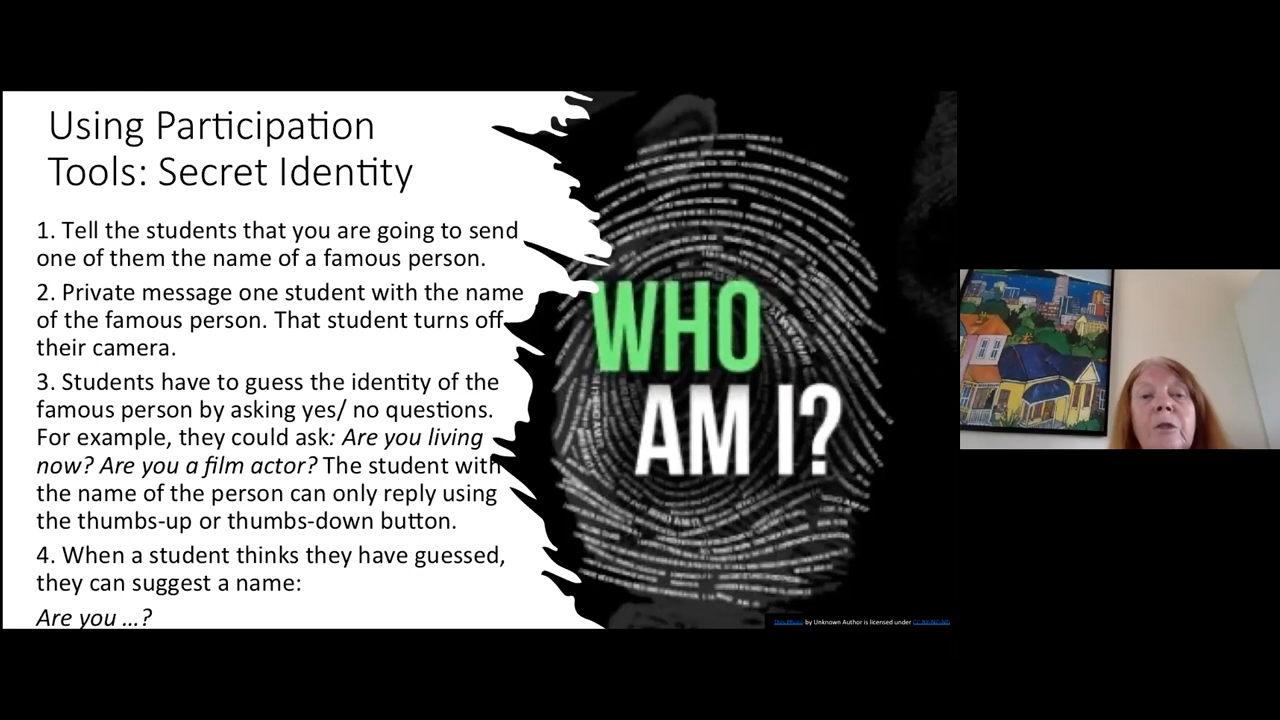 Using Participation
Tools: Secret Identity
1. Tell the students that you are going to send
one of them the name of a famous person.
2. Private message one student with the name
of the famous person. That student turns off
their camera.
3. Students have to guess the identity of the
famous person by asking yes/ no questions.
For example, they could ask: Are you living
now? Are you a film actor? The student with
the name of the person can only reply using
the thumbs-up or thumbs-down button.
4. When a student thinks they have guessed,
they can suggest a name:
Are you ...?
WHO
AM I?
This Photo by Unknown Author is licensed under CC BY-NC-ND